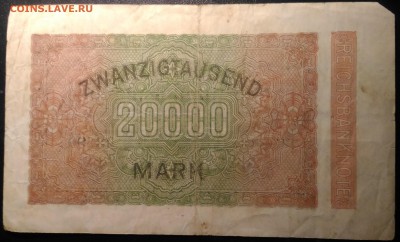 COINS.LAVE.RU
ZWANZIGTAUSEND
20000
MARK
REICHSBANKNOTE